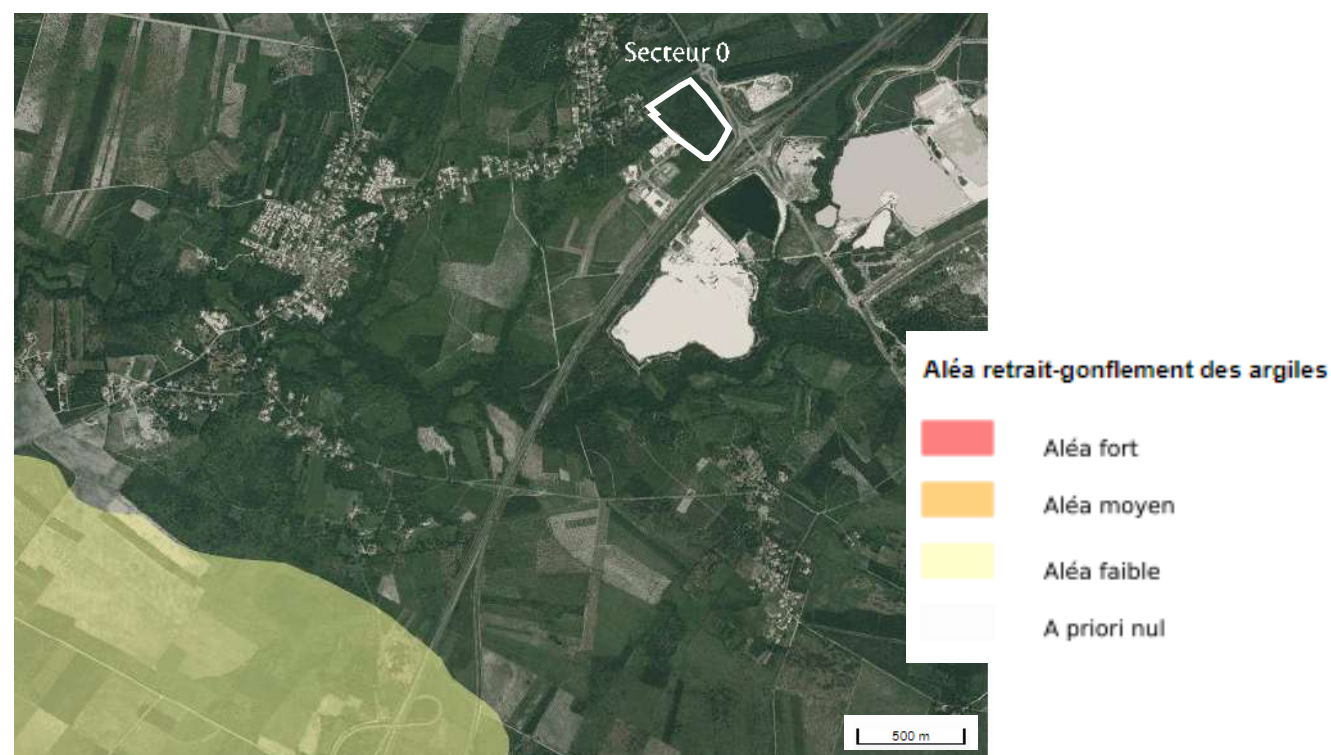 Secteur 0
Aléa retrait-gonflement des argiles
Aléa fort
Aléa moyen
Aléa faible
A priori nul
500 m